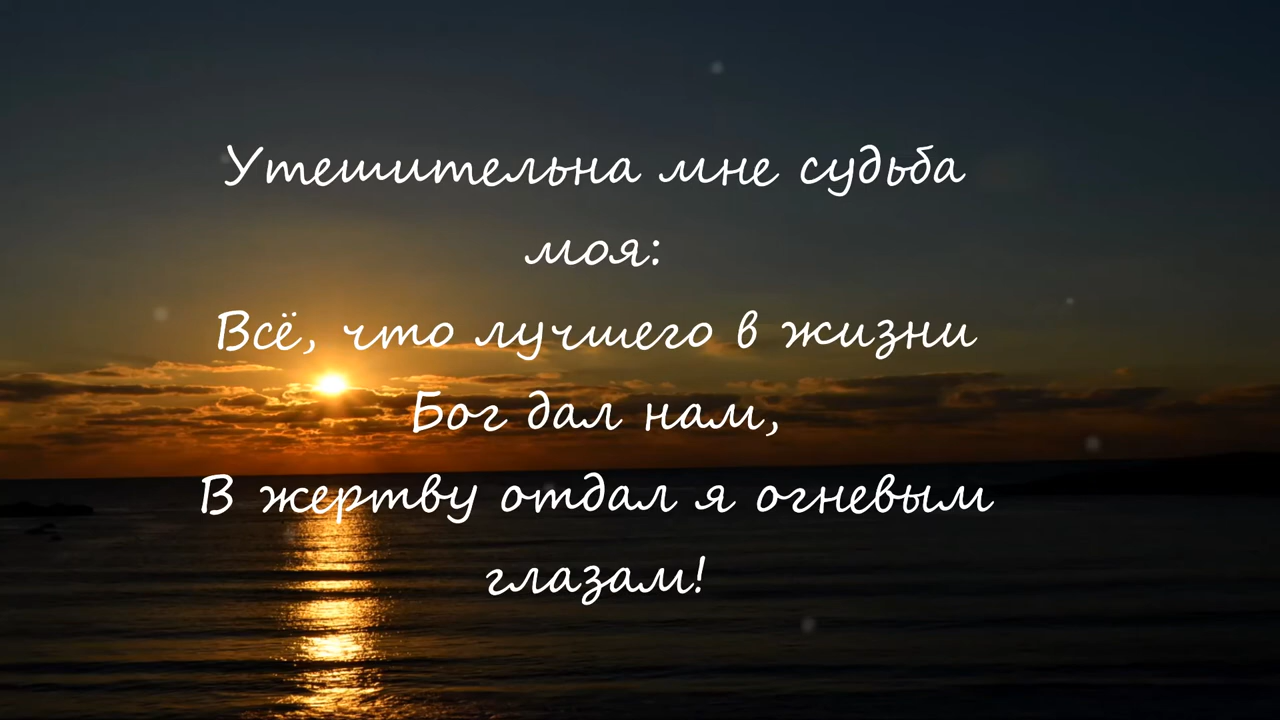 Утешительна мне судьба
моя:
Всё, что лучшего в жизни
Бог дал нам,
В жертву отдал я огневым
глазам!